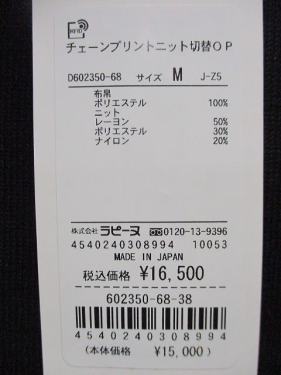 RFID
チェーンプリントニット切替OP
D602350-68 サイズ M J-Z5
布帛
ポリエステル 100%
ニット
レーヨン 50%
ポリエステル 30%
ナイロン 20%
株式会社 ラピーヌ 0120-13-9396
4540240308994 10053
MADE IN JAPAN
税込価格 ¥16,500
602350-68-38
4540240308994
(本体価格 ¥15,000)